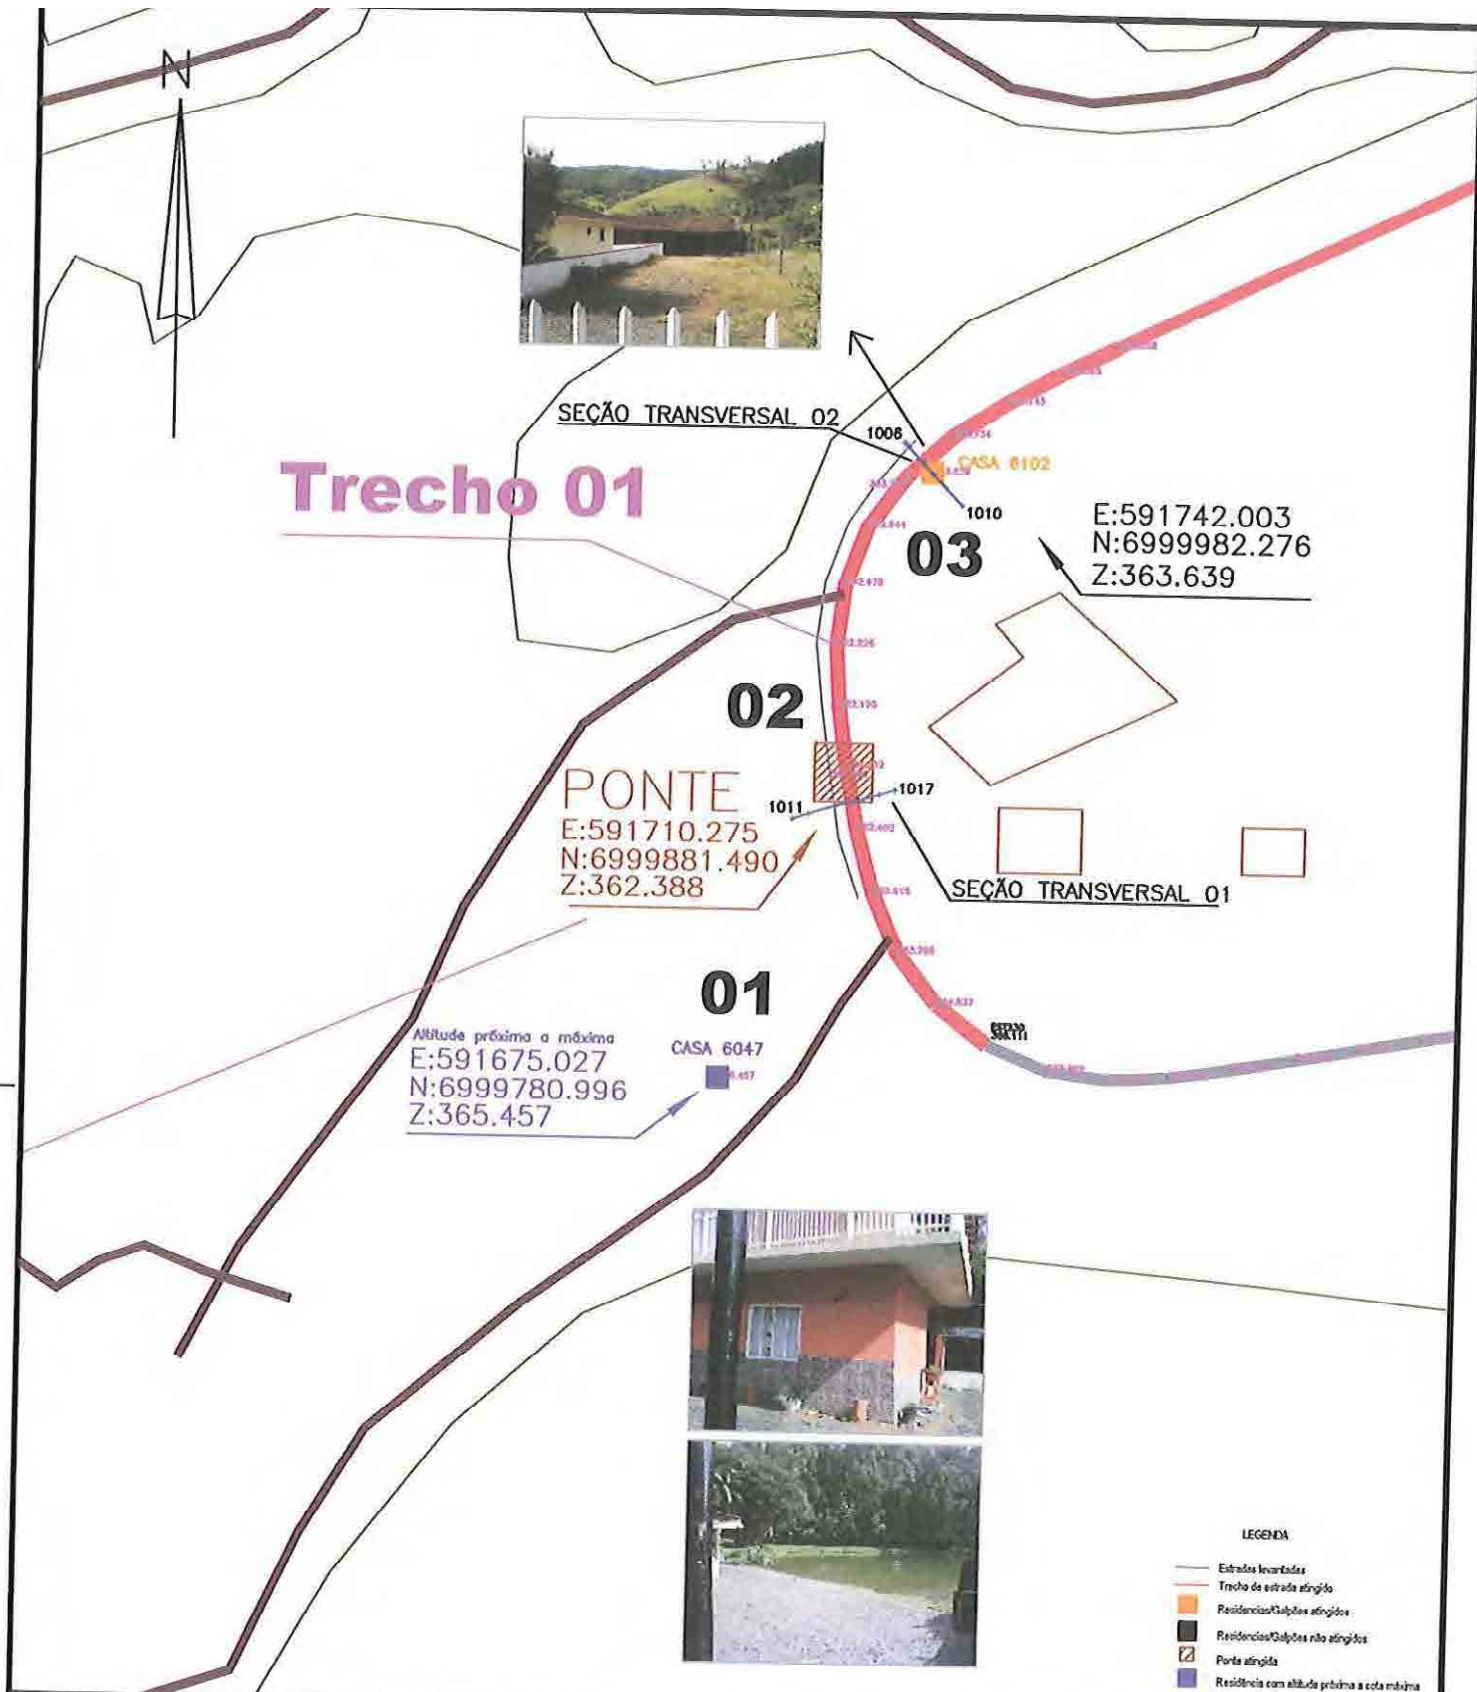 N
SEÇÃO TRANSVERSAL 02
1008
CASA 6102
Trecho 01
1010
03
E:591742.003
N:6999982.276
Z:363.639
02
PONTE
E:591710.275
N:6999881.490
Z:362.388
1011
1017
SEÇÃO TRANSVERSAL 01
01
Altitude próxima a máxima
E:591675.027
N:6999780.996
Z:365.457
CASA 6047
LEGENDA
Estradas levantadas
Trecho de estrada atingido
Residencias/Galpões atingidos
Residencias/Galpões não atingidos
Ponte atingida
Residência com altitude próxima a cota máxima